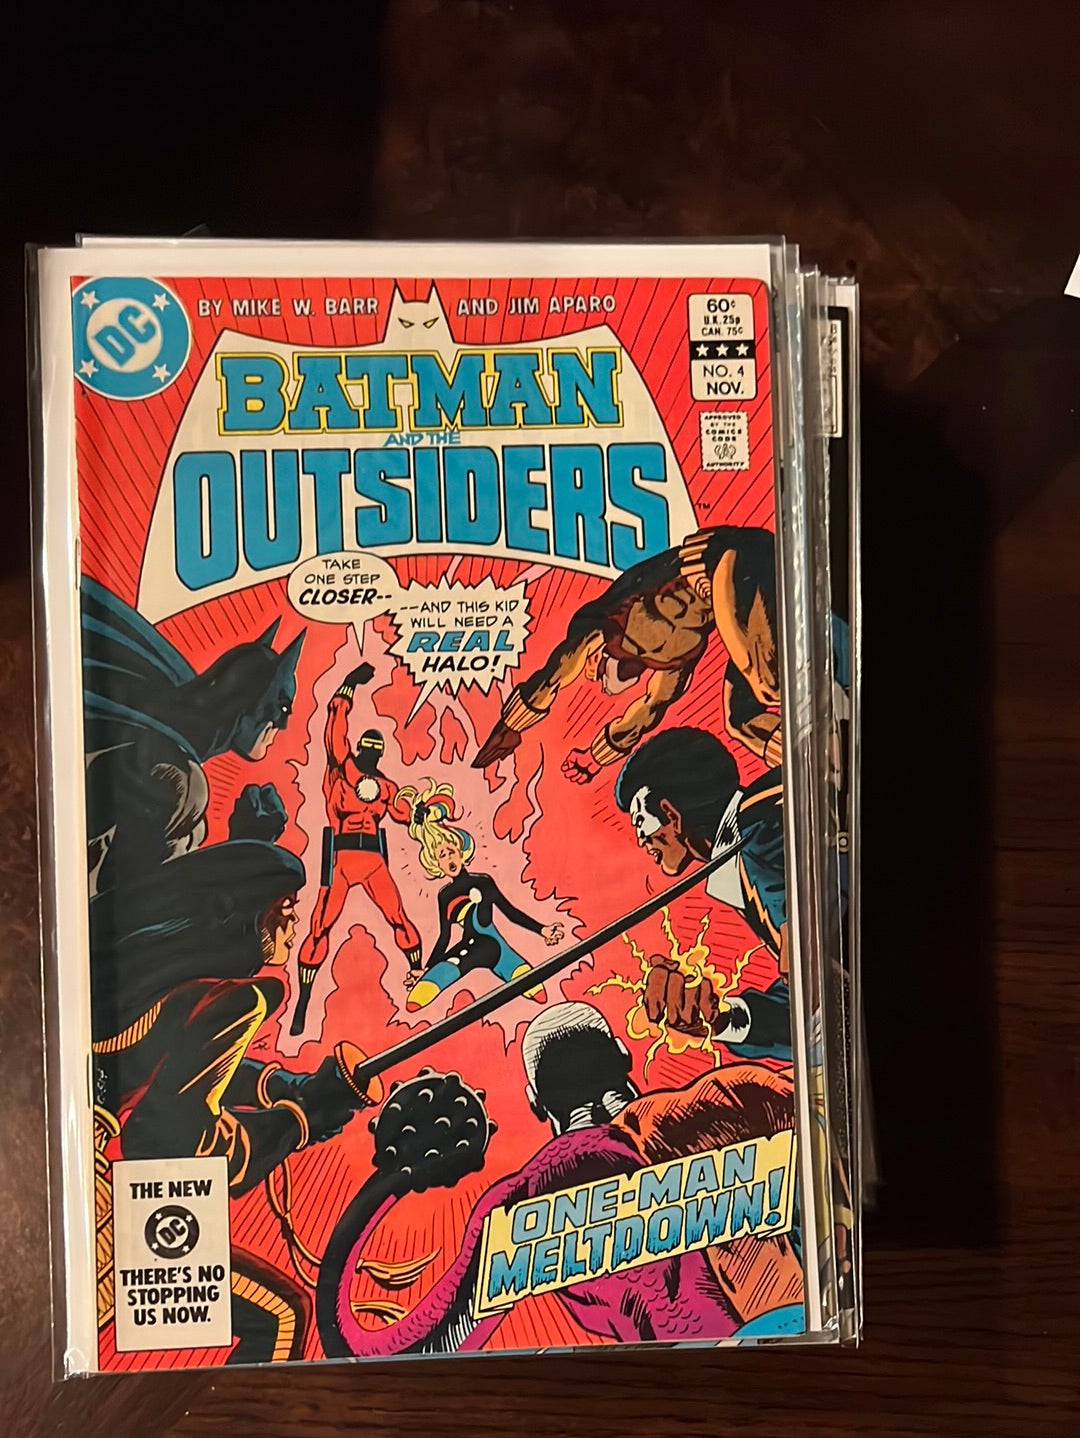 DC
BY MIKE W. BARR AND JIM APARO
60¢
U.K. 25p
CAN. 75¢
NO. 4
NOV.
APPROVED
BY THE
COMICS
CODE
AUTHORITY
BATMAN
AND THE
OUTSIDERS
TM
TAKE
ONE STEP
CLOSER--
--AND THIS KID
WILL NEED A
REAL
HALO!
ONE-MAN
MELTDOWN!
THE NEW
DC
THERE'S NO
STOPPING
US NOW.